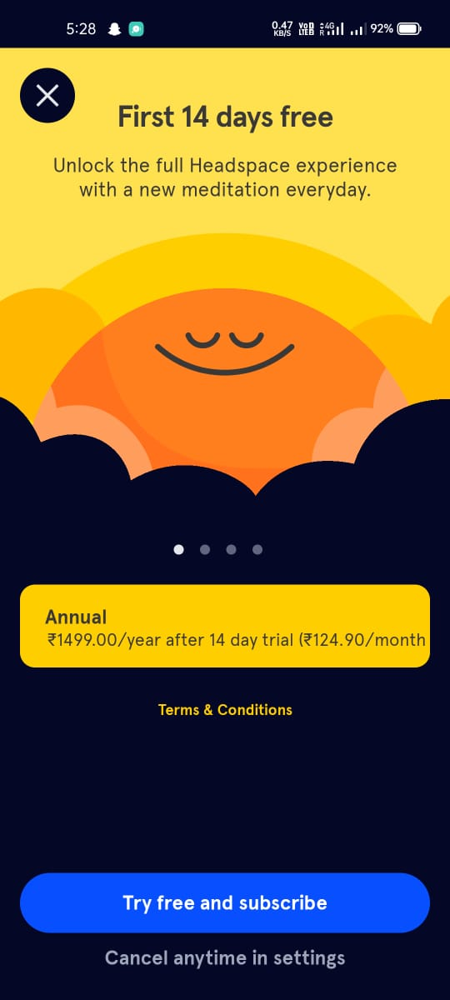 5:28
0.47 KB/S VoD LTED 4G R 92%
First 14 days free
Unlock the full Headspace experience
with a new meditation everyday.
Annual
₹1499.00/year after 14 day trial (₹124.90/month
Terms & Conditions
Try free and subscribe
Cancel anytime in settings